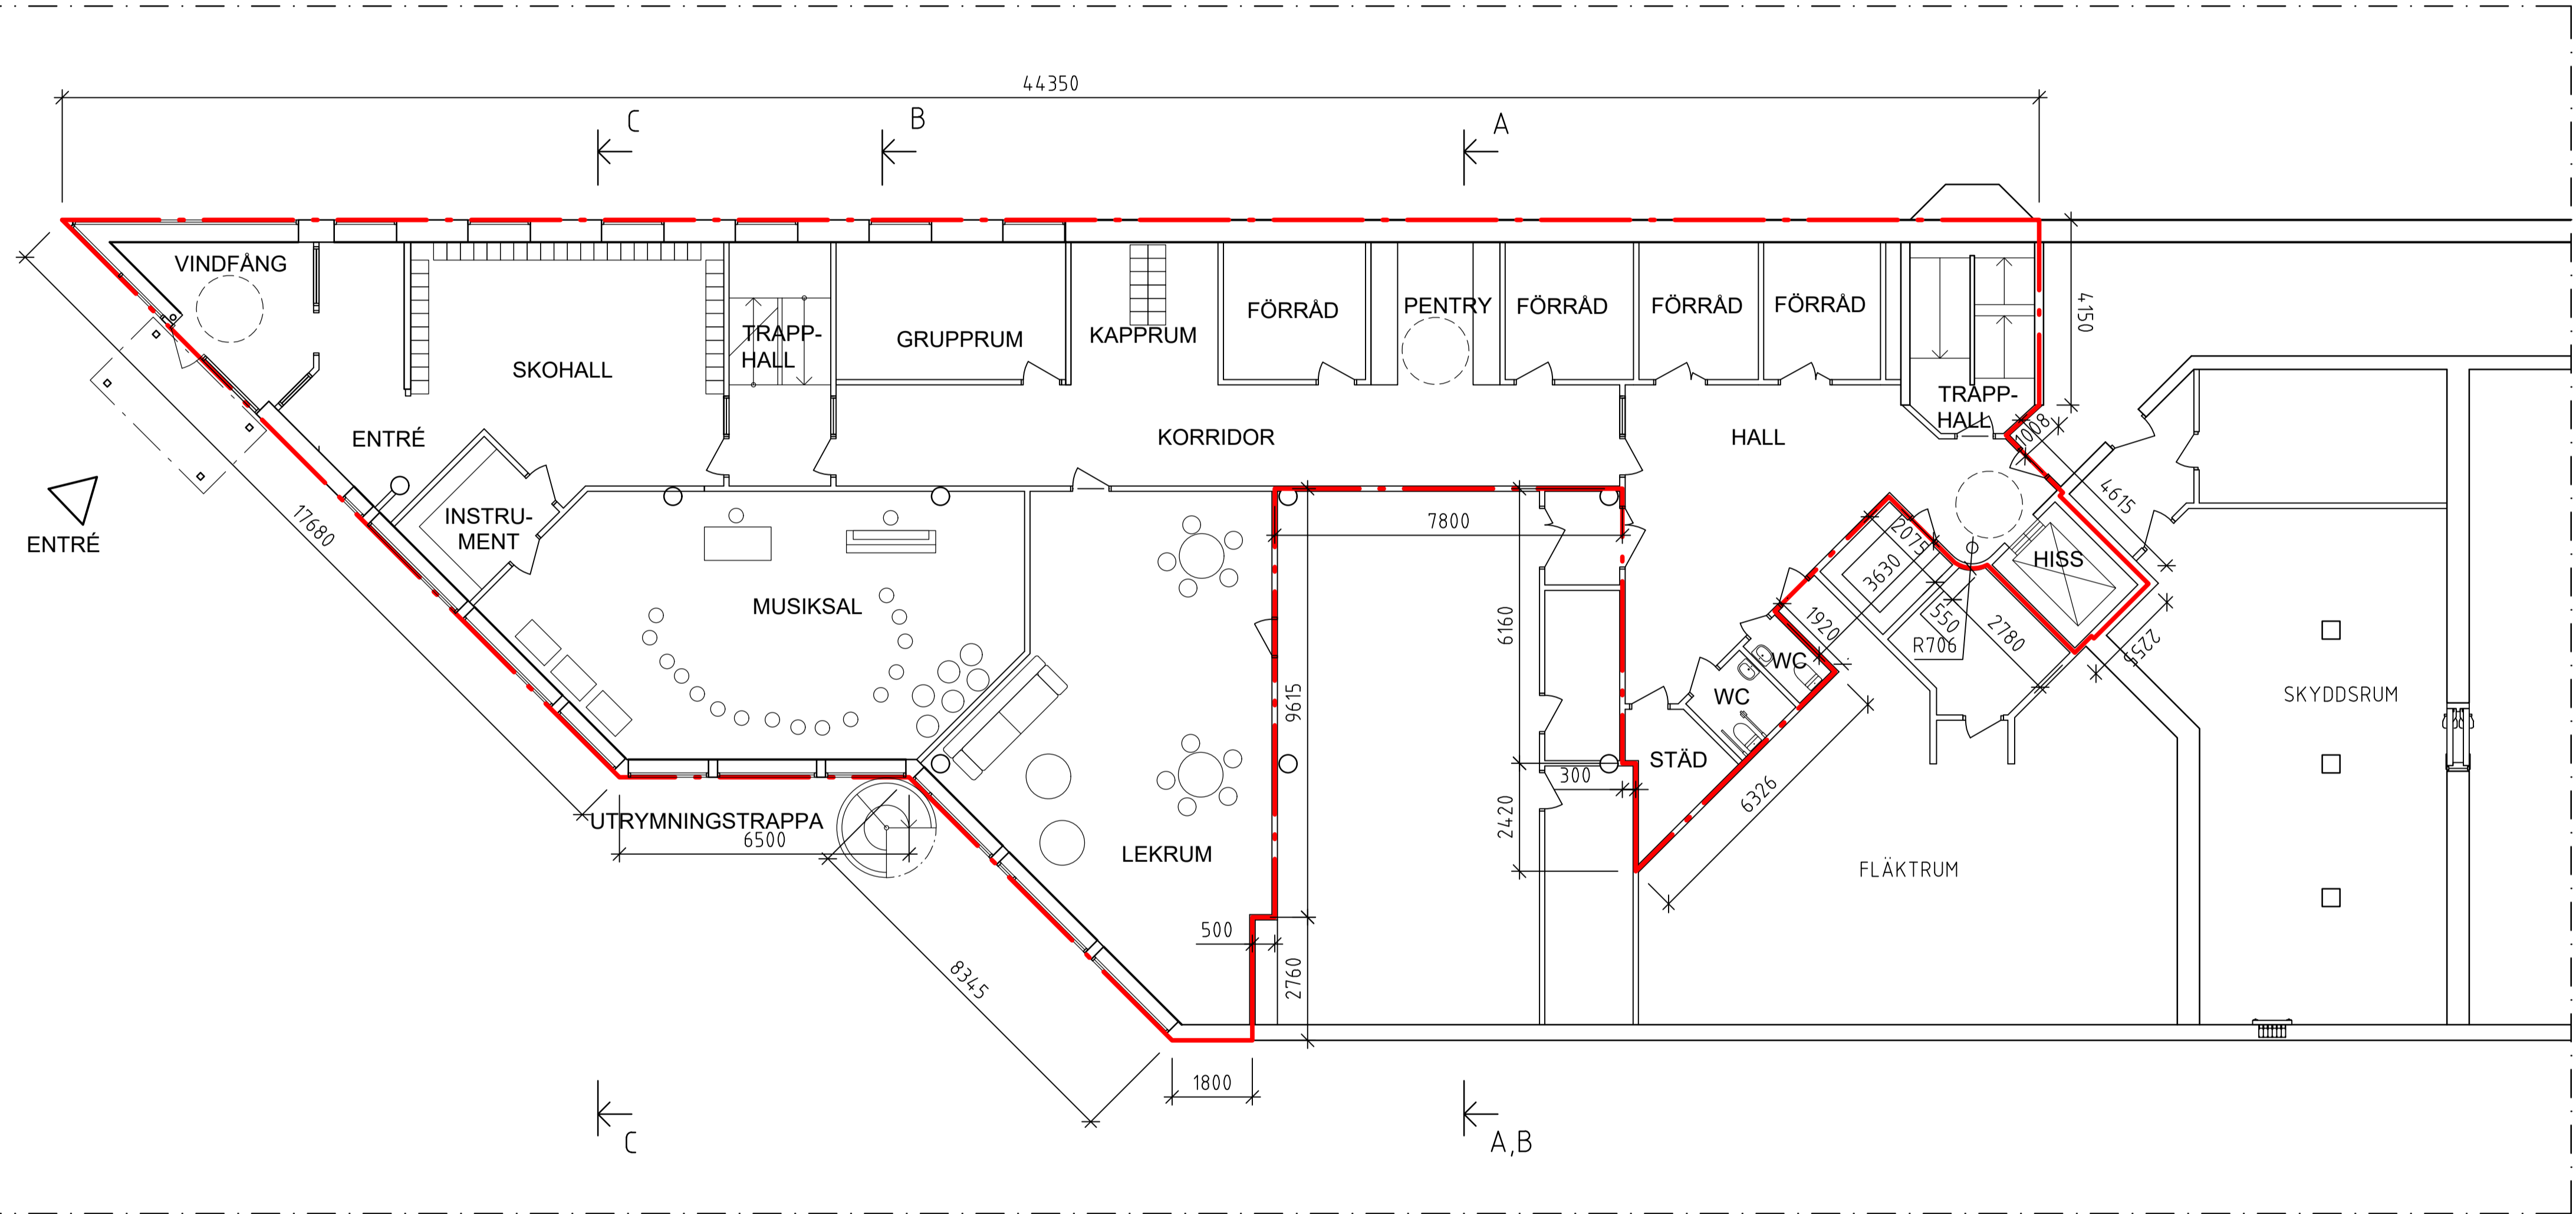 44350
C
B
A
VINDFÅNG
SKOHALL
TRAPP-
HALL
GRUPPRUM
KAPPRUM
FÖRRÅD
PENTRY
FÖRRÅD
FÖRRÅD
FÖRRÅD
4150
TRAPP-
HALL
1008
ENTRÉ
KORRIDOR
HALL
4615
ENTRÉ
17680
INSTRU-
MENT
7800
2075
3630
HISS
MUSIKSAL
6160
1920
550
2780
R706
2255
WC
WC
9615
SKYDDSRUM
STÄD
300
6326
2420
UTRYMNINGSTRAPPA
6500
LEKRUM
FLÄKTRUM
500
2760
8345
1800
C
A,B